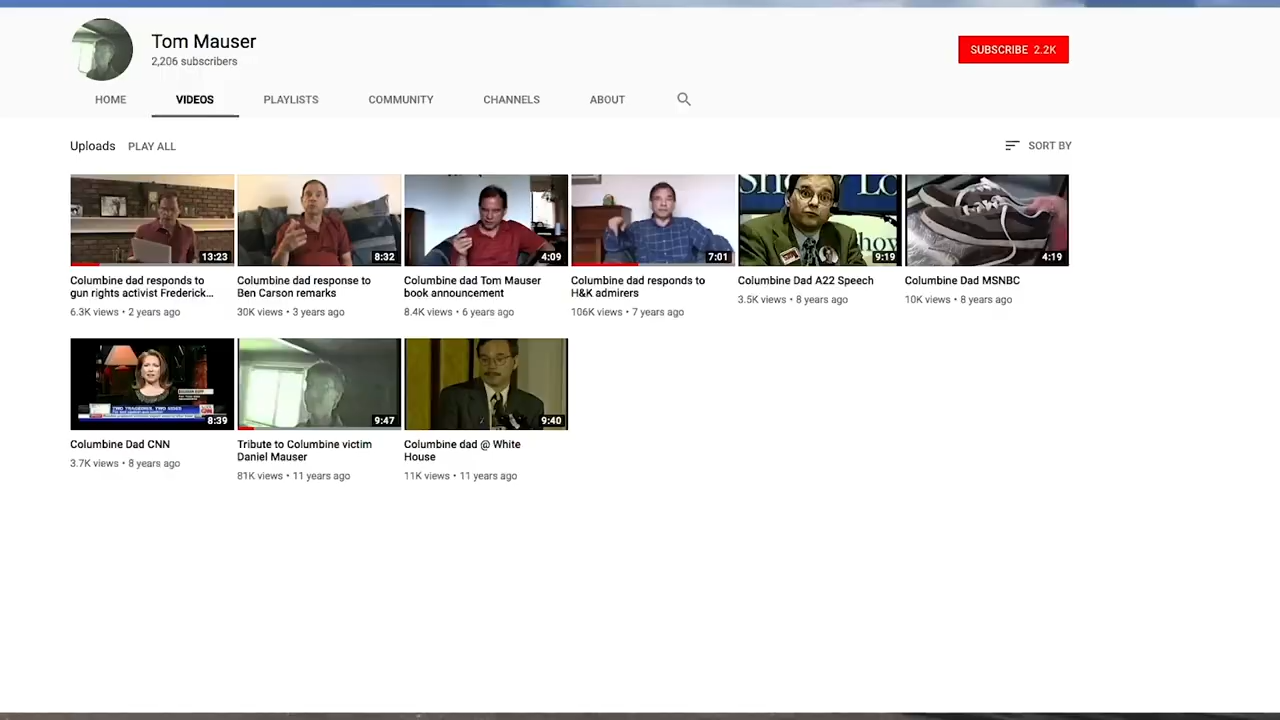 Tom Mauser
2,206 subscribers
SUBSCRIBE 2.2K
HOME VIDEOS PLAYLISTS COMMUNITY CHANNELS ABOUT
Uploads PLAY ALL
SORT BY
13:23
Columbine dad responds to
gun rights activist Frederick...
6.3K views • 2 years ago
8:32
Columbine dad response to
Ben Carson remarks
30K views • 3 years ago
4:09
Columbine dad Tom Mauser
book announcement
8.4K views • 6 years ago
7:01
Columbine dad responds to
H&K admirers
106K views • 7 years ago
9:19
Columbine Dad A22 Speech
3.5K views • 8 years ago
4:19
Columbine Dad MSNBC
10K views • 8 years ago
TWO TRAGEDIES, TWO SIDES
CNN
8:39
Columbine Dad CNN
3.7K views • 8 years ago
9:47
Tribute to Columbine victim
Daniel Mauser
81K views • 11 years ago
9:40
Columbine dad @ White
House
11K views • 11 years ago